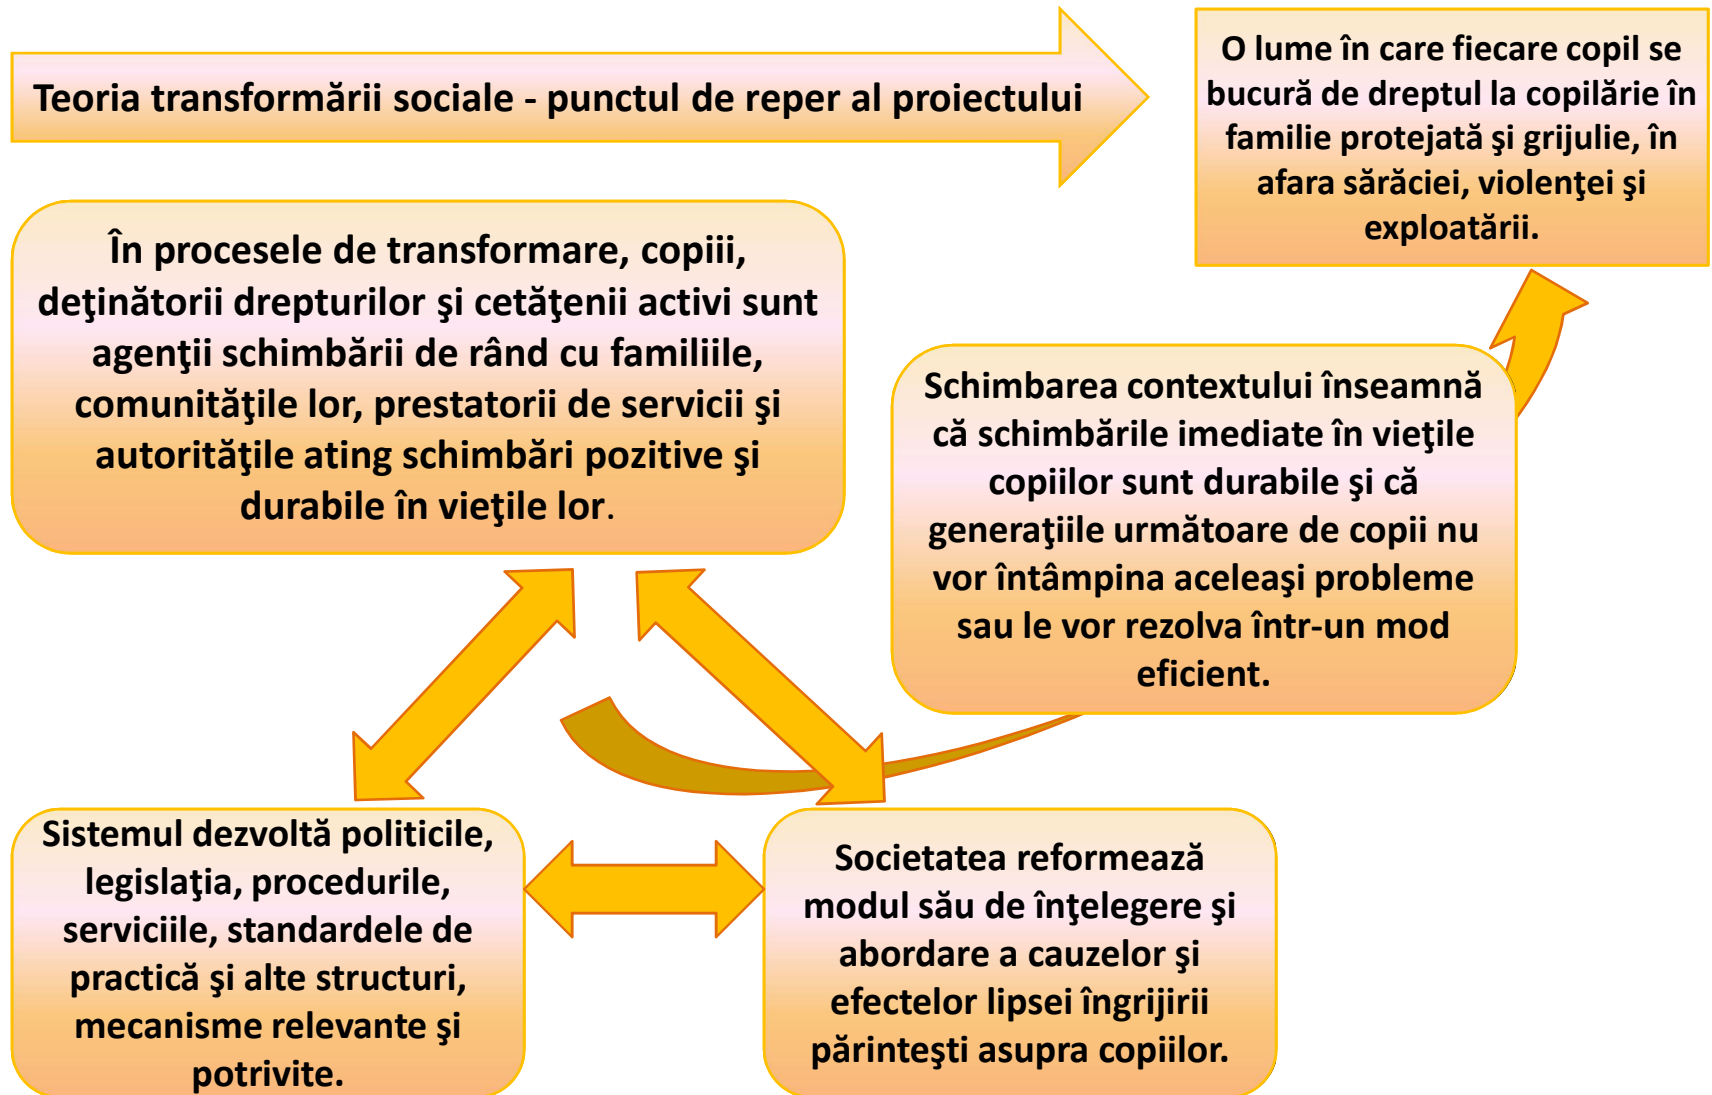 Teoria transformării sociale - punctul de reper al proiectului
O lume în care fiecare copil se
bucură de dreptul la copilărie în
familie protejată şi grijulie, în
afara sărăciei, violenţei şi
exploatării.
În procesele de transformare, copiii,
deţinătorii drepturilor şi cetăţenii activi sunt
agenţii schimbării de rând cu familiile,
comunităţile lor, prestatorii de servicii şi
autorităţile ating schimbări pozitive şi
durabile în vieţile lor.
Schimbarea contextului înseamnă
că schimbările imediate în vieţile
copiilor sunt durabile şi că
generaţiile următoare de copii nu
vor întâmpina aceleaşi probleme
sau le vor rezolva într-un mod
eficient.
Sistemul dezvoltă politicile,
legislaţia, procedurile,
serviciile, standardele de
practică şi alte structuri,
mecanisme relevante şi
potrivite.
Societatea reformează
modul său de înţelegere şi
abordare a cauzelor şi
efectelor lipsei îngrijirii
părinteşti asupra copiilor.